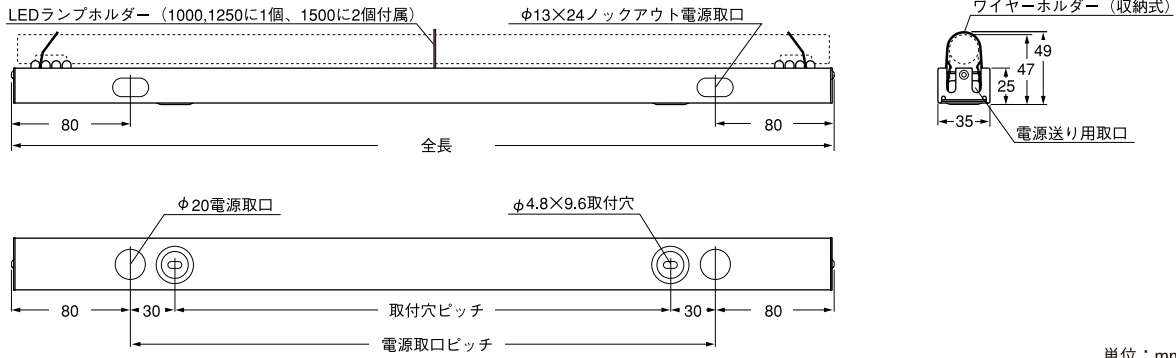 LEDランプホルダー（1000,1250に1個、1500に2個付属）
φ13×24ノックアウト電源取口
80
80
全長
ワイヤーホルダー（収納式）
49
47
25
35
電源送り用取口
φ20電源取口
φ4.8×9.6取付穴
80
30
取付穴ピッチ
30
80
電源取口ピッチ
単位：mm